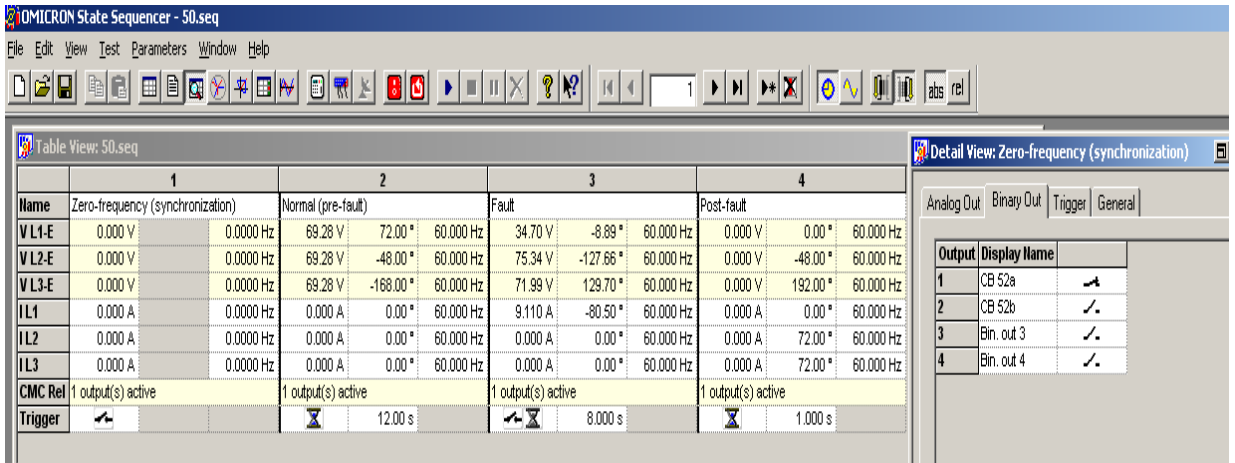 OMICRON State Sequencer - 50.seq
File Edit View Test Parameters Window Help
1 abs rel
Table View: 50.seq
1 2 3 4
Name Zero-frequency (synchronization) Normal (pre-fault) Fault Post-fault
V L1-E 0.000 V 0.0000 Hz 69.28 V 72.00 ° 60.000 Hz 34.70 V -8.89 ° 60.000 Hz 0.000 V 0.00 ° 60.000 Hz
V L2-E 0.000 V 0.0000 Hz 69.28 V -48.00 ° 60.000 Hz 75.34 V -127.66 ° 60.000 Hz 0.000 V -48.00 ° 60.000 Hz
V L3-E 0.000 V 0.0000 Hz 69.28 V -168.00 ° 60.000 Hz 71.99 V 129.70 ° 60.000 Hz 0.000 V 192.00 ° 60.000 Hz
I L1 0.000 A 0.0000 Hz 0.000 A 0.00 ° 60.000 Hz 9.110 A -80.50 ° 60.000 Hz 0.000 A 0.00 ° 60.000 Hz
I L2 0.000 A 0.0000 Hz 0.000 A 0.00 ° 60.000 Hz 0.000 A 0.00 ° 60.000 Hz 0.000 A 72.00 ° 60.000 Hz
I L3 0.000 A 0.0000 Hz 0.000 A 0.00 ° 60.000 Hz 0.000 A 0.00 ° 60.000 Hz 0.000 A 72.00 ° 60.000 Hz
CMC Rel 1 output(s) active 1 output(s) active 1 output(s) active 1 output(s) active
Trigger 12.00 s 8.000 s 1.000 s
Detail View: Zero-frequency (synchronization)
Analog Out Binary Out Trigger General
Output Display Name
1 CB 52a
2 CB 52b
3 Bin. out 3
4 Bin. out 4